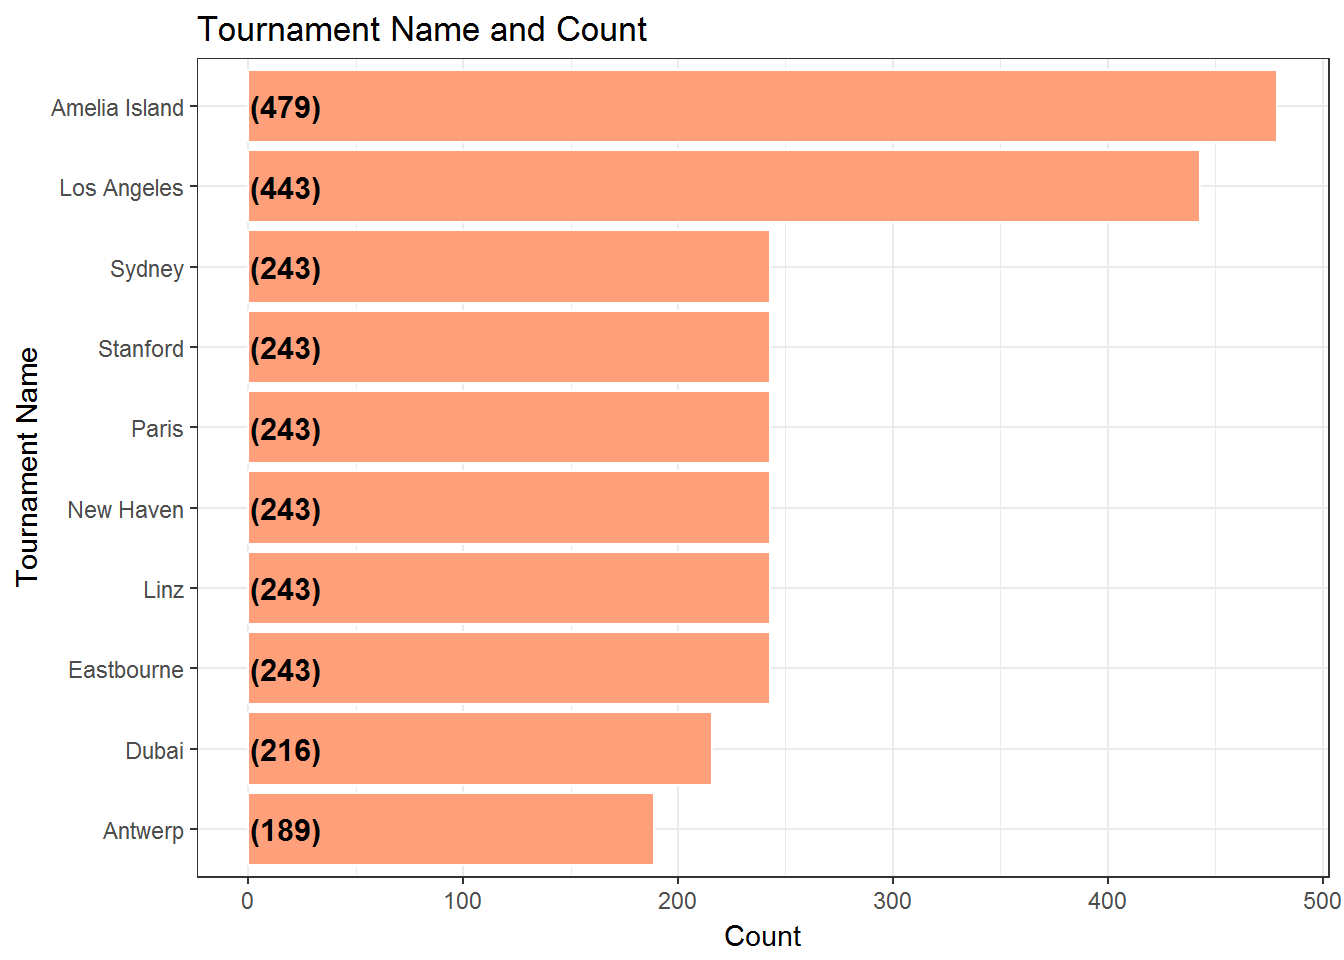 Tournament Name and Count
Tournament Name
Amelia Island (479)
Los Angeles (443)
Sydney (243)
Stanford (243)
Paris (243)
New Haven (243)
Linz (243)
Eastbourne (243)
Dubai (216)
Antwerp (189)
0 100 200 300 400 500
Count